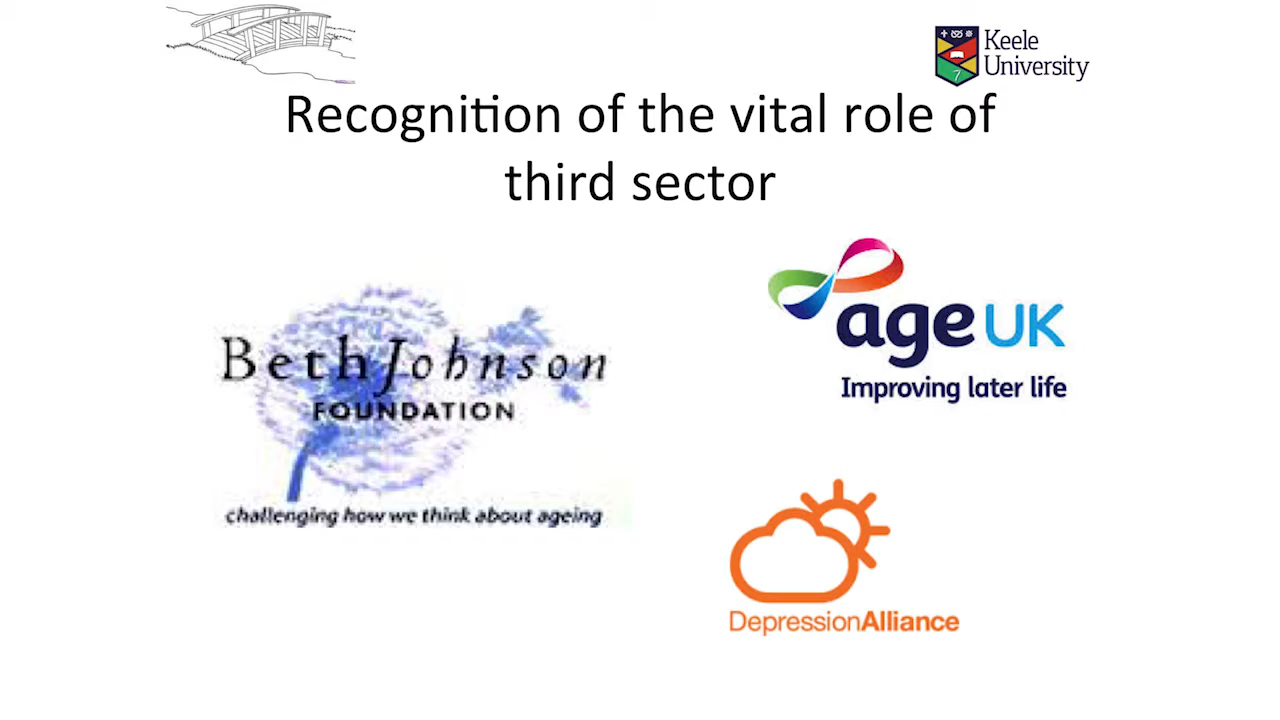 Keele
University
Recognition of the vital role of
third sector
Beth Johnson
FOUNDATION
challenging how we think about ageing
age UK
Improving later life
DepressionAlliance